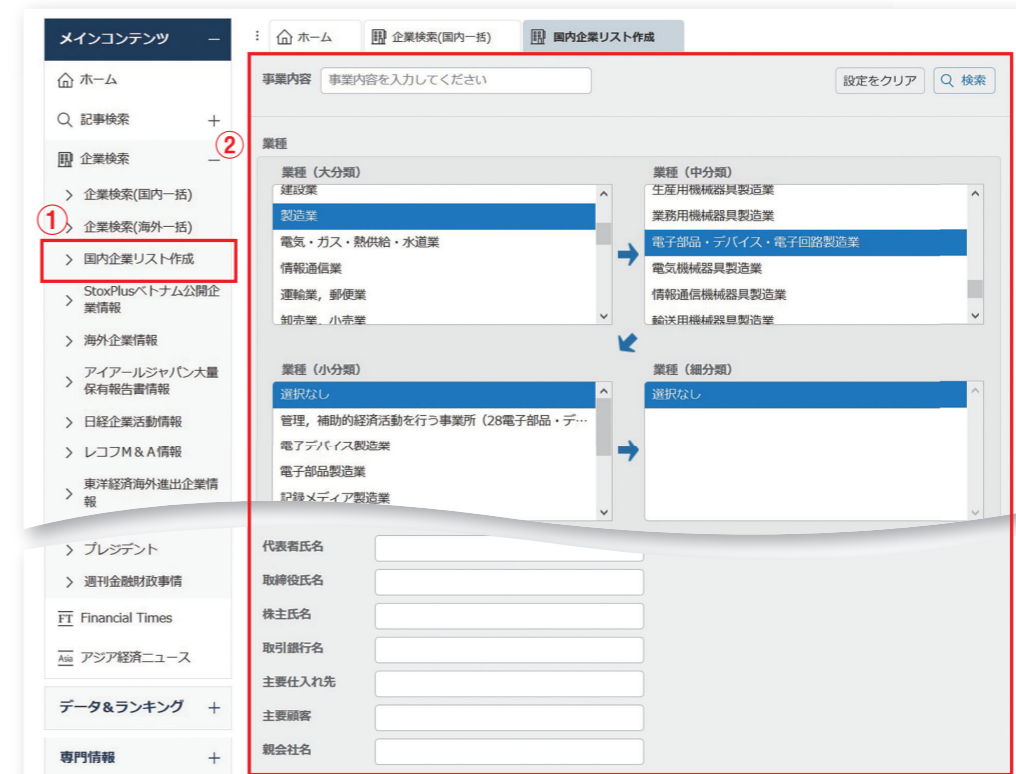 メインコンテンツ －
ホーム
記事検索 ＋
企業検索 －
企業検索(国内一括)
①
企業検索(海外一括)
国内企業リスト作成
StoxPlusベトナム公開企
業情報
海外企業情報
アイアールジャパン大量
保有報告書情報
日経企業活動情報
レコフM＆A情報
東洋経済海外進出企業情
報
プレジデント
週刊金融財政事情
FT Financial Times
Asia アジア経済ニュース
データ&ランキング ＋
専門情報 ＋
ホーム 企業検索(国内一括) 国内企業リスト作成
②
事業内容 事業内容を入力してください 設定をクリア 検索
業種
業種（大分類）
建設業
製造業
電気・ガス・熱供給・水道業
情報通信業
運輸業，郵便業
卸売業，小売業
業種（中分類）
生産用機械器具製造業
業務用機械器具製造業
電子部品・デバイス・電子回路製造業
電気機械器具製造業
情報通信機械器具製造業
輸送用機械器具製造業
業種（小分類）
選択なし
管理，補助的経済活動を行う事業所（28電子部品・デ…
電子デバイス製造業
電子部品製造業
記録メディア製造業
業種（細分類）
選択なし
代表者氏名
取締役氏名
株主氏名
取引銀行名
主要仕入れ先
主要顧客
親会社名